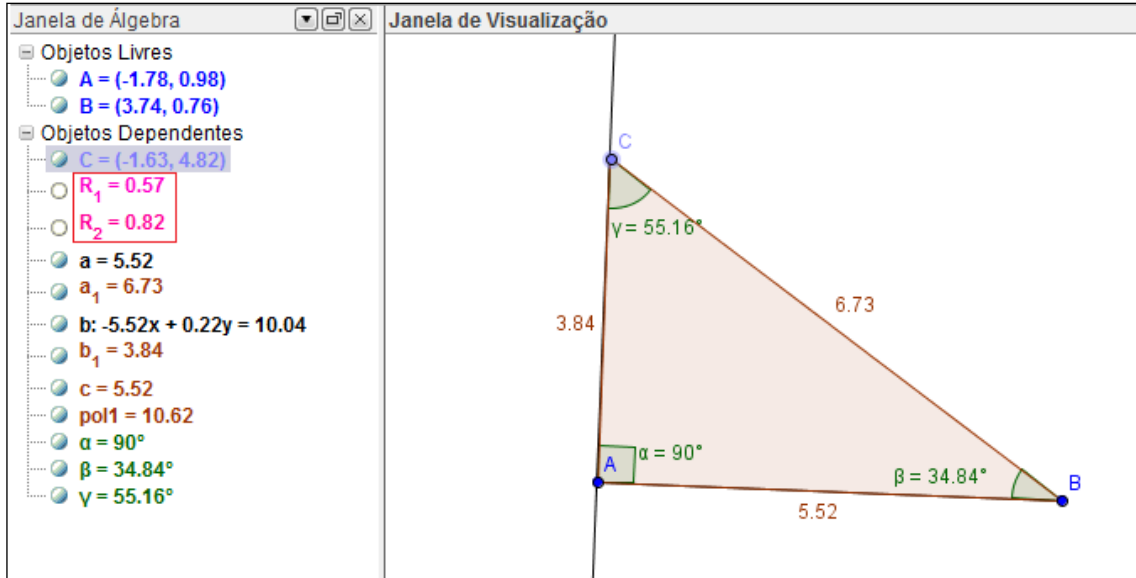 Janela de Álgebra
Objetos Livres
A = (-1.78, 0.98)
B = (3.74, 0.76)
Objetos Dependentes
C = (-1.63, 4.82)
R₁ = 0.57
R₂ = 0.82
a = 5.52
a₁ = 6.73
b: -5.52x + 0.22y = 10.04
b₁ = 3.84
c = 5.52
pol1 = 10.62
α = 90°
β = 34.84°
γ = 55.16°
Janela de Visualização
C
γ = 55.16°
6.73
3.84
A
α = 90°
β = 34.84°
B
5.52